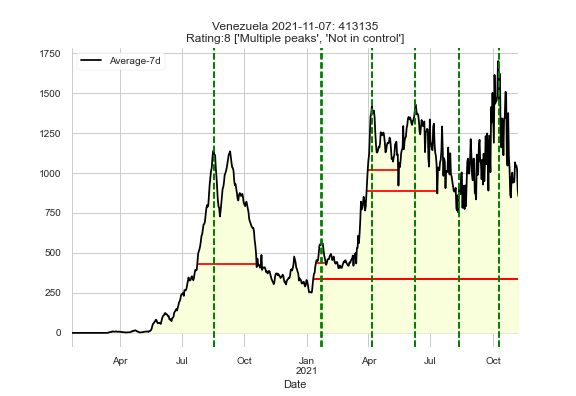 Venezuela 2021-11-07: 413135
Rating:8 ['Multiple peaks', 'Not in control']
Average-7d
1750
1500
1250
1000
750
500
250
0
Apr
Jul
Oct
Jan
2021
Apr
Jul
Oct
Date